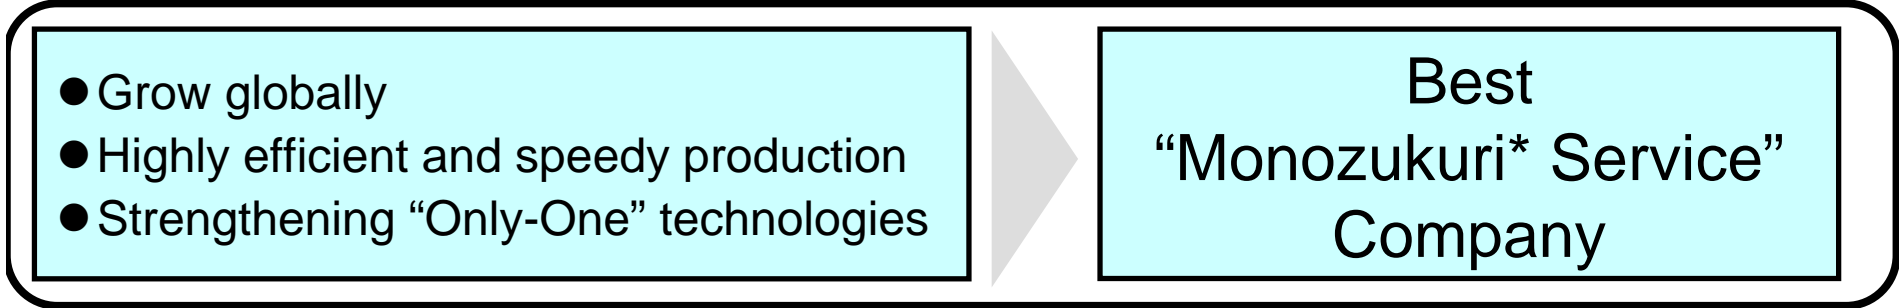 ●Grow globally
●Highly efficient and speedy production
●Strengthening “Only-One” technologies
Best
“Monozukuri* Service”
Company